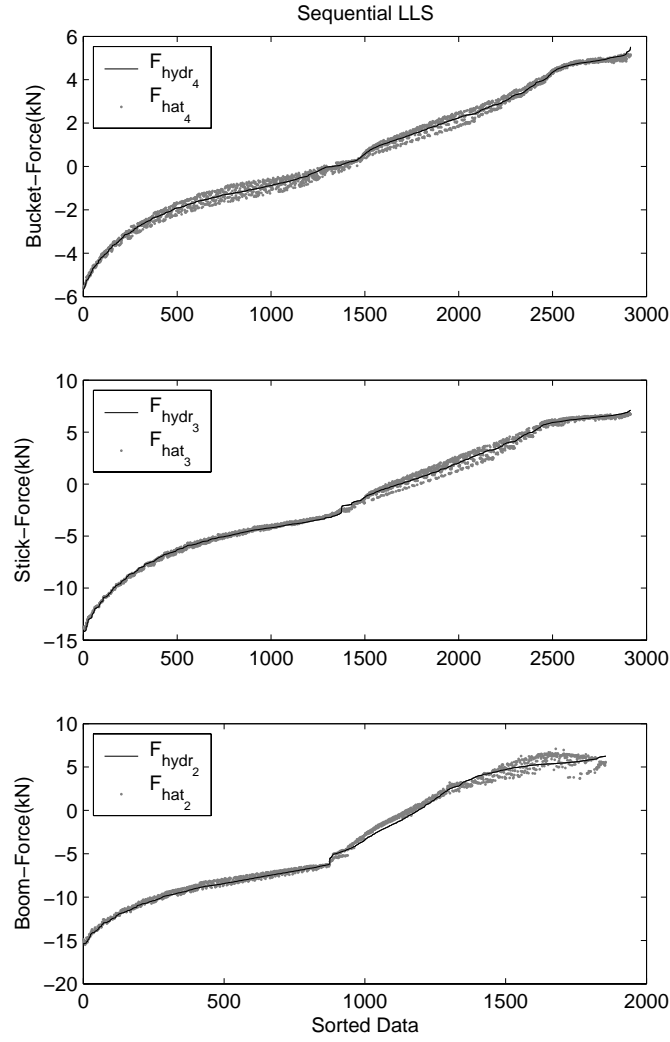 Sequential LLS
Bucket-Force(kN)
6
4
2
0
−2
−4
−6
F_hydr_4
F_hat_4
0 500 1000 1500 2000 2500 3000
Stick-Force(kN)
10
5
0
−5
−10
−15
F_hydr_3
F_hat_3
0 500 1000 1500 2000 2500 3000
Boom-Force(kN)
10
5
0
−5
−10
−15
−20
F_hydr_2
F_hat_2
0 500 1000 1500 2000
Sorted Data